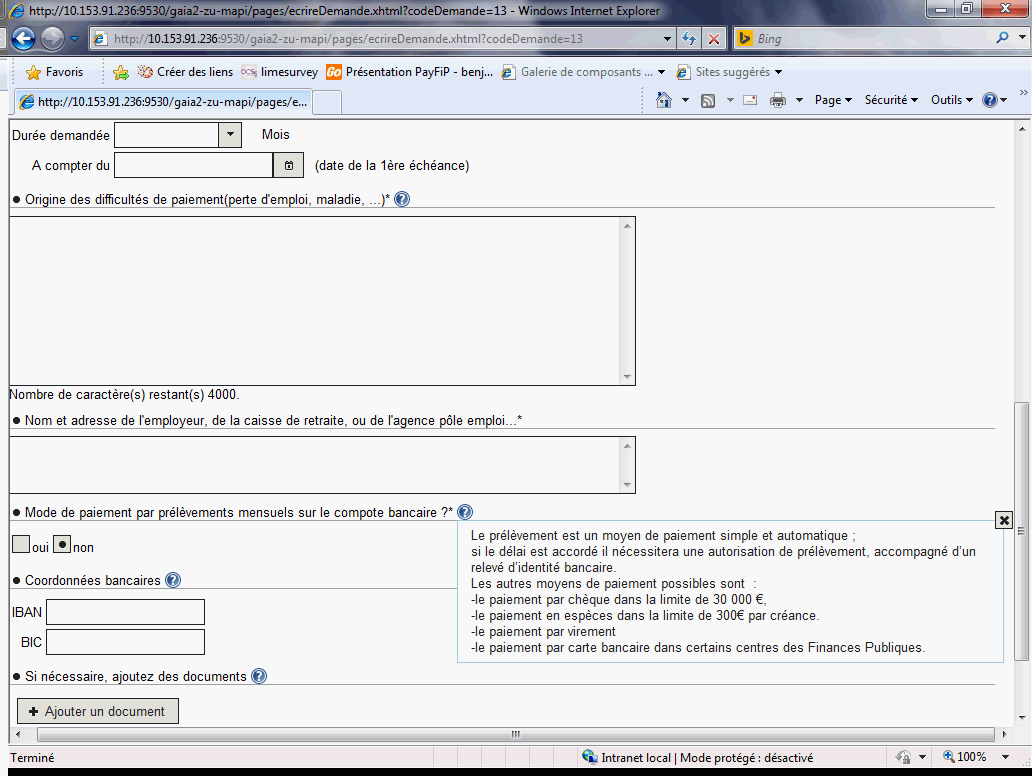 http://10.153.91.236:9530/gaia2-zu-mapi/pages/ecrireDemande.xhtml?codeDemande=13 - Windows Internet Explorer
http://10.153.91.236:9530/gaia2-zu-mapi/pages/ecrireDemande.xhtml?codeDemande=13
Bing
Favoris
Créer des liens
limesurvey
Présentation PayFiP - benj...
Galerie de composants ...
Sites suggérés
http://10.153.91.236:9530/gaia2-zu-mapi/pages/e...
Page
Sécurité
Outils
Durée demandée
Mois
A compter du
(date de la 1ère échéance)
Origine des difficultés de paiement(perte d'emploi, maladie, ...)*
Nombre de caractère(s) restant(s) 4000.
Nom et adresse de l'employeur, de la caisse de retraite, ou de l'agence pôle emploi...*
Mode de paiement par prélèvements mensuels sur le compote bancaire ?*
oui
non
Le prélèvement est un moyen de paiement simple et automatique ;
si le délai est accordé il nécessitera une autorisation de prélèvement, accompagné d'un
relevé d'identité bancaire.
Les autres moyens de paiement possibles sont :
-le paiement par chèque dans la limite de 30 000 €,
-le paiement en espèces dans la limite de 300€ par créance.
-le paiement par virement
-le paiement par carte bancaire dans certains centres des Finances Publiques.
Coordonnées bancaires
IBAN
BIC
Si nécessaire, ajoutez des documents
Ajouter un document
Terminé
Intranet local | Mode protégé : désactivé
100%